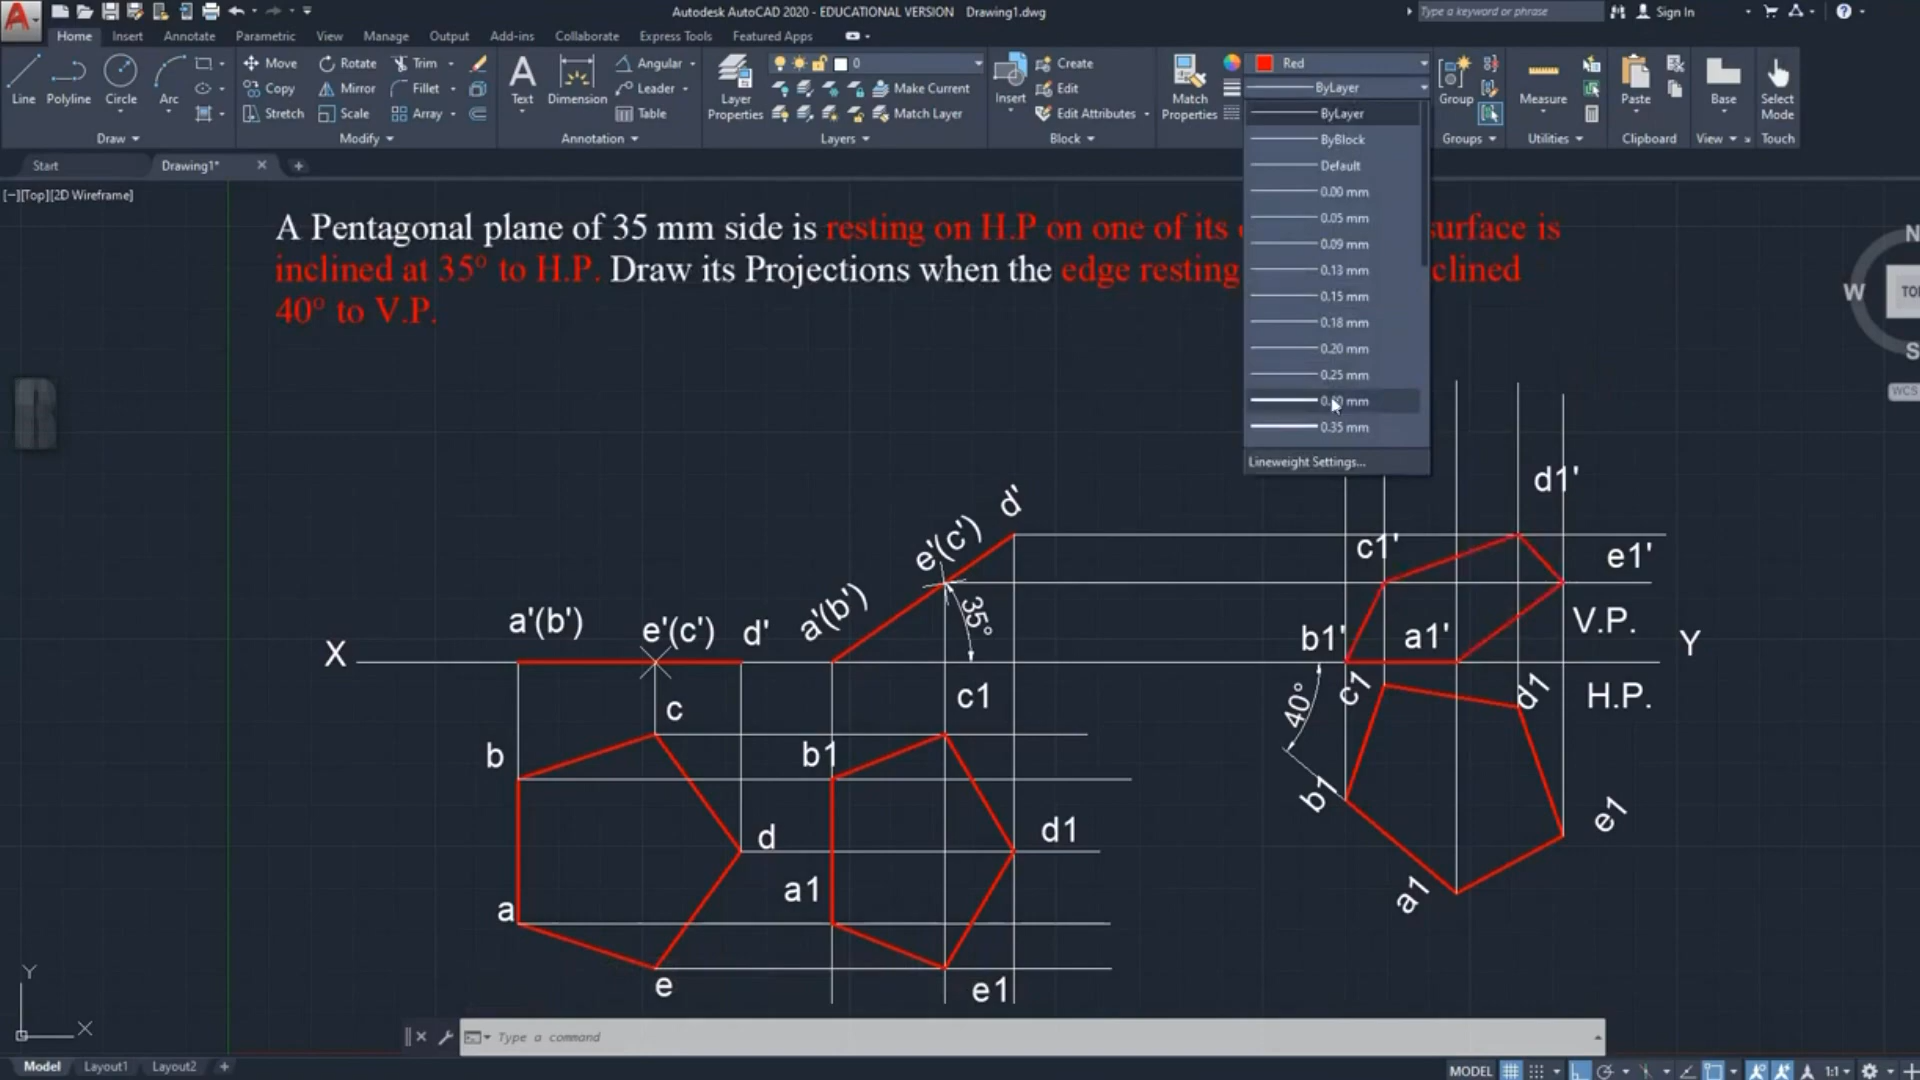 Autodesk AutoCAD 2020 - EDUCATIONAL VERSION Drawing1.dwg
Type a keyword or phrase
Sign In
Home Insert Annotate Parametric View Manage Output Add-ins Collaborate Express Tools Featured Apps
Line
Polyline
Circle
Arc
Draw
Move
Rotate
Trim
Copy
Mirror
Fillet
Stretch
Scale
Array
Modify
Text
Dimension
Angular
Leader
Table
Annotation
Layer
Properties
0
Make Current
Match Layer
Layers
Insert
Create
Edit
Edit Attributes
Block
Match
Properties
Red
ByLayer
Group
Groups
Measure
Utilities
Paste
Clipboard
Base
View
Select
Mode
Touch
ByLayer
ByBlock
Default
0.00 mm
0.05 mm
0.09 mm
0.13 mm
0.15 mm
0.18 mm
0.20 mm
0.25 mm
mm
0.35 mm
Lineweight Settings...
Start
Drawing1*
[−][Top][2D Wireframe]
A Pentagonal plane of 35 mm side is resting on H.P on one of its surface is
inclined at 35° to H.P. Draw its Projections when the edge resting
40° to V.P.
N
W
S
WCS
d1'
d'
e'(c')
c1'
e1'
a'(b')
a'(b')
35°
e'(c')
d'
V.P.
b1'
a1'
X
Y
c
c1
40°
c1
d1
H.P.
b
b1
b1
d
d1
e1
a
a1
a1
e
e1
Y
X
Type a command
Model Layout1 Layout2
MODEL
1:1